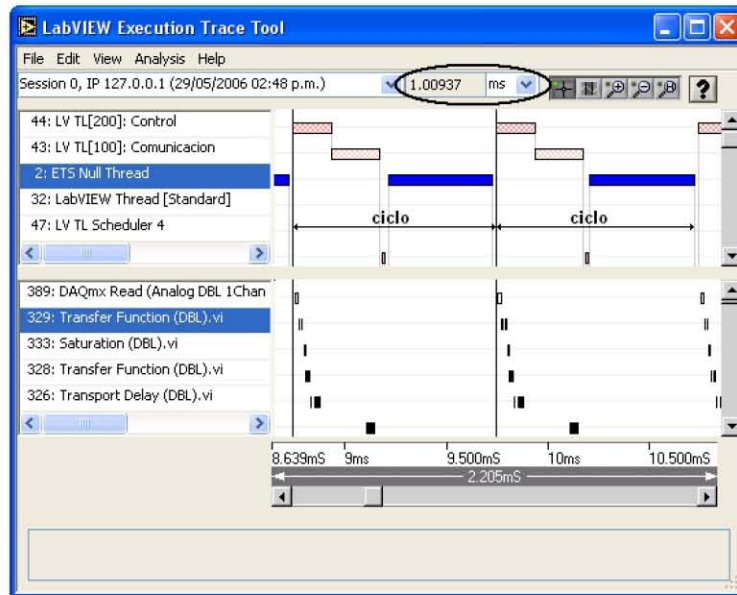 LabVIEW Execution Trace Tool
File Edit View Analysis Help
Session 0, IP 127.0.0.1 (29/05/2006 02:48 p.m.) 1.00937 ms ?
44: LV TL[200]: Control
43: LV TL[100]: Comunicacion
2: ETS Null Thread
32: LabVIEW Thread [Standard]
47: LV TL Scheduler 4
ciclo ciclo
389: DAQmx Read (Analog DBL 1Chan
329: Transfer Function (DBL).vi
333: Saturation (DBL).vi
328: Transfer Function (DBL).vi
326: Transport Delay (DBL).vi
8.639mS 9ms 9.500mS 10ms 10.500mS
2.205mS